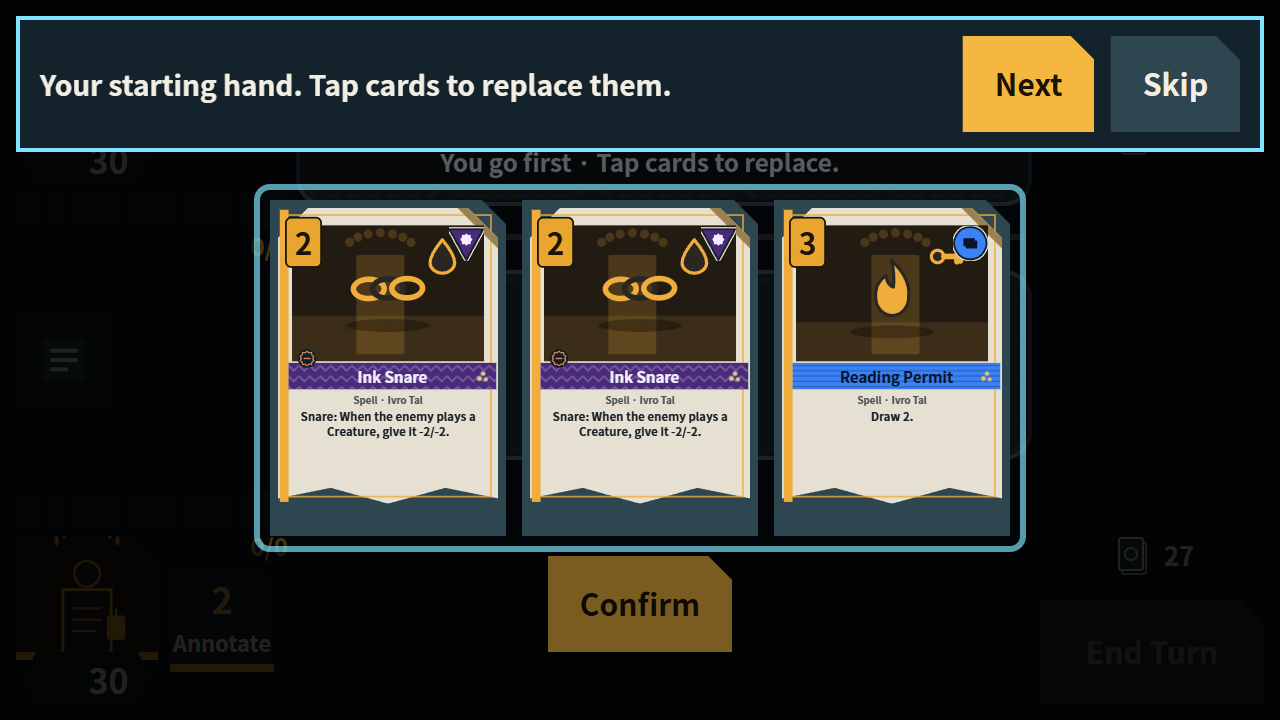 Your starting hand. Tap cards to replace them.
Next
Skip
30
You go first · Tap cards to replace.
2
Ink Snare
Spell · Ivro Tal
Snare: When the enemy plays a
Creature, give it -2/-2.
2
Ink Snare
Spell · Ivro Tal
Snare: When the enemy plays a
Creature, give it -2/-2.
3
Reading Permit
Spell · Ivro Tal
Draw 2.
0/0
Confirm
27
2
Annotate
30
End Turn